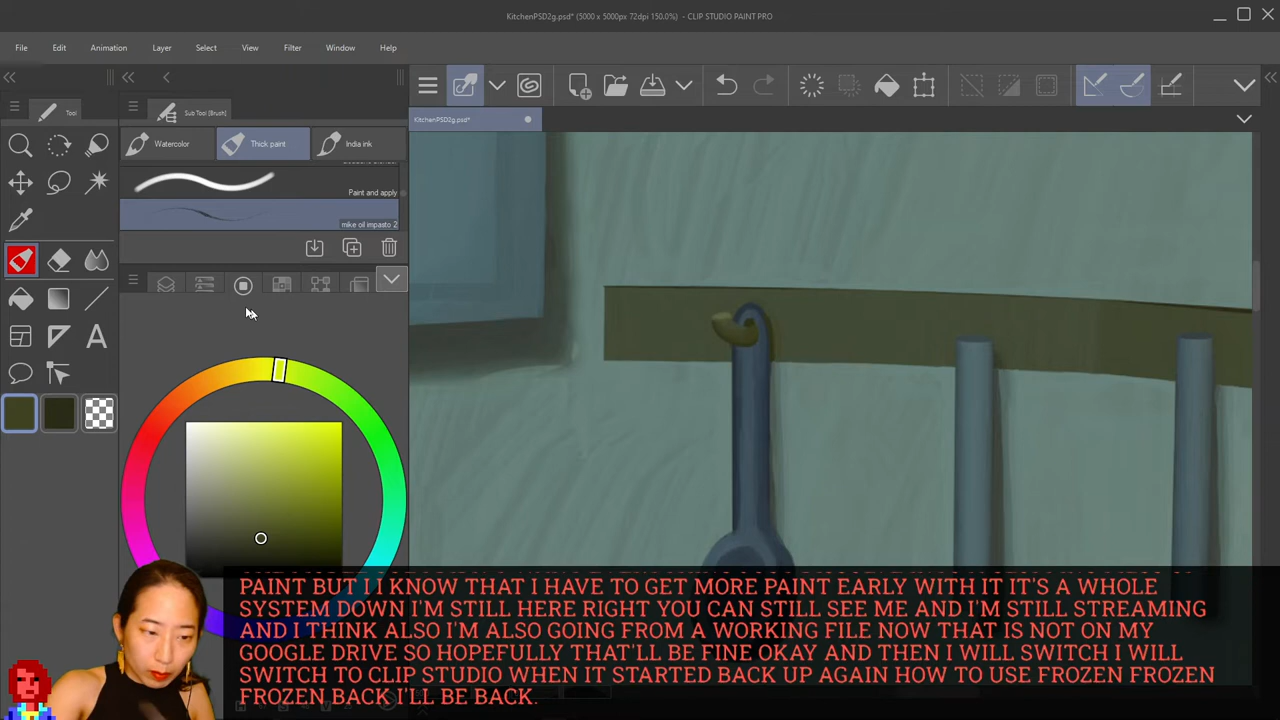 KitchenPSD2g.psd* (5000 x 5000px 72dpi 150.0%) - CLIP STUDIO PAINT PRO
File Edit Animation Layer Select View Filter Window Help
Tool
Sub Tool [Brush]
KitchenPSD2g.psd*
Watercolor Thick paint India ink
Paint and apply
mike oil impasto 2
PAINT BUT I I KNOW THAT I HAVE TO GET MORE PAINT EARLY WITH IT IT'S A WHOLE
SYSTEM DOWN I'M STILL HERE RIGHT YOU CAN STILL SEE ME AND I'M STILL STREAMING
AND I THINK ALSO I'M ALSO GOING FROM A WORKING FILE NOW THAT IS NOT ON MY
GOOGLE DRIVE SO HOPEFULLY THAT'LL BE FINE OKAY AND THEN I WILL SWITCH I WILL
SWITCH TO CLIP STUDIO WHEN IT STARTED BACK UP AGAIN HOW TO USE FROZEN FROZEN
FROZEN BACK I'LL BE BACK.